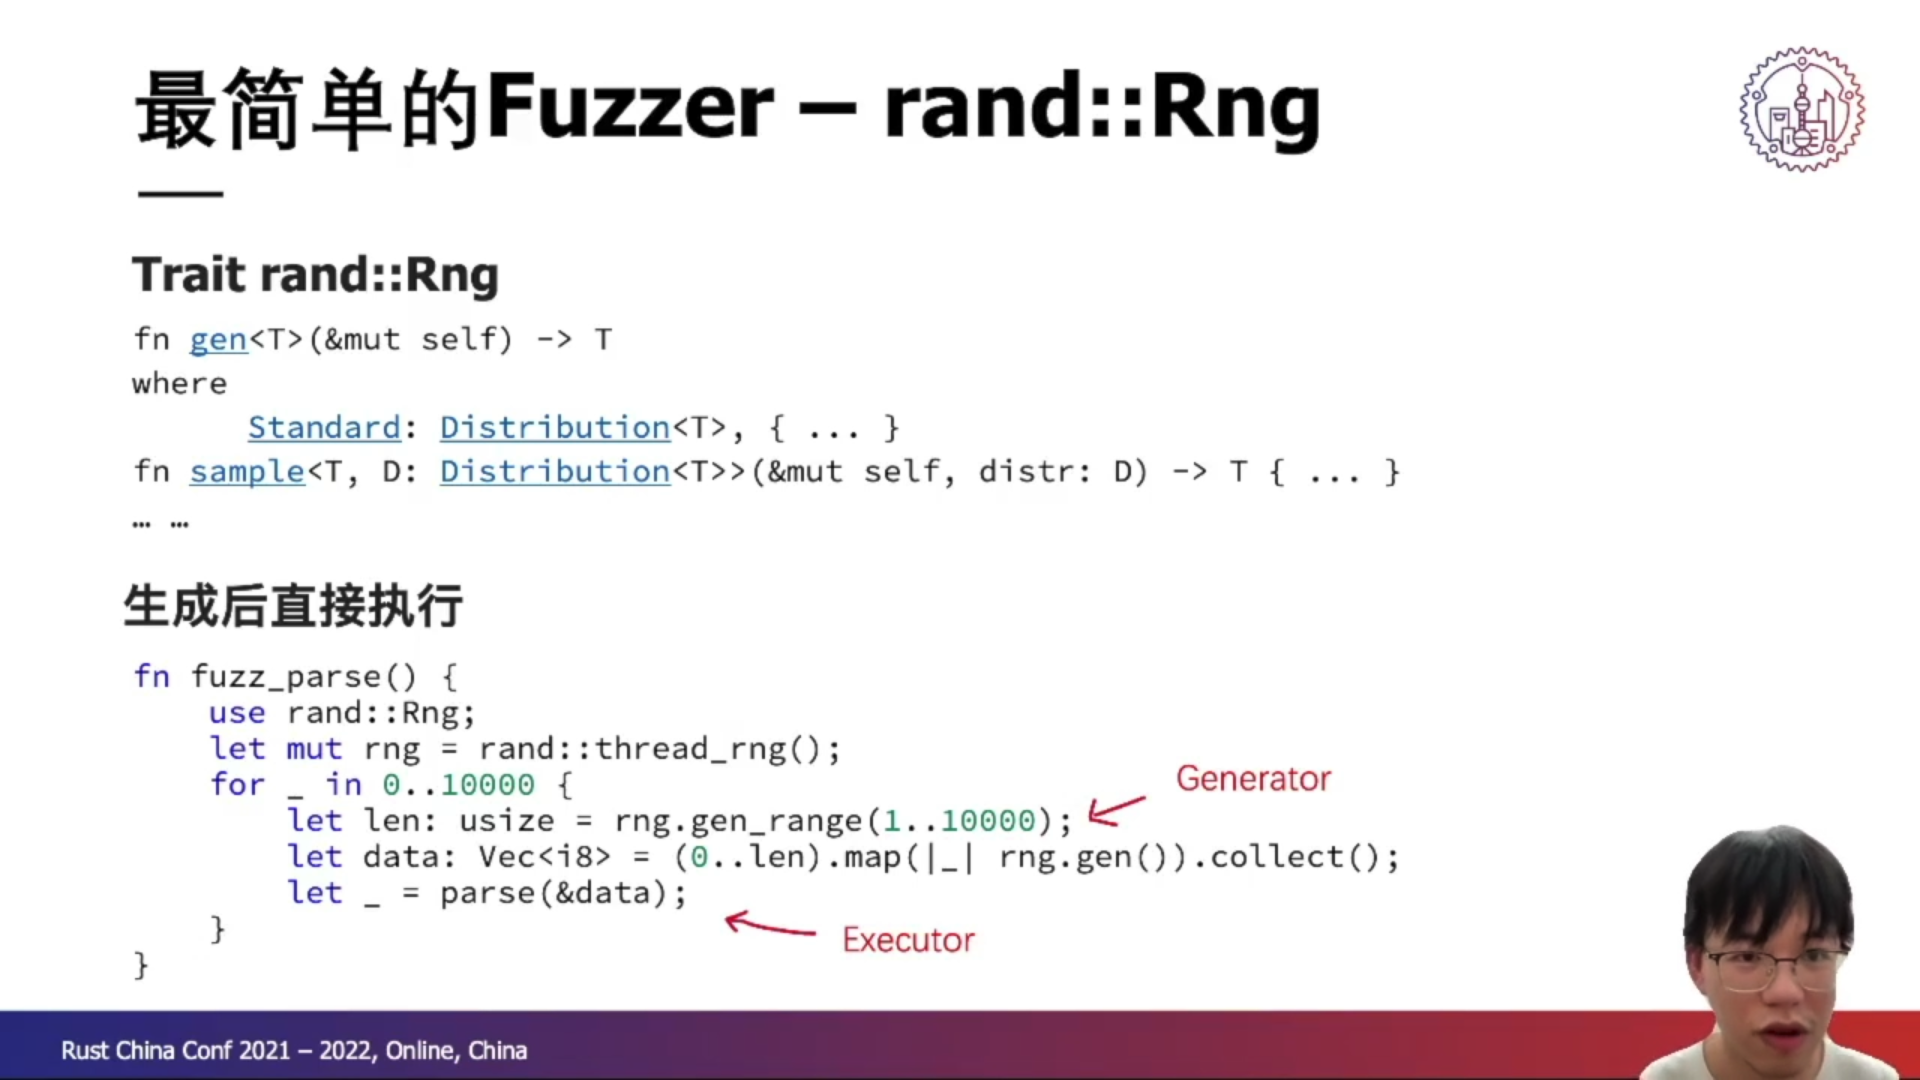 最简单的Fuzzer – rand::Rng
Trait rand::Rng
fn gen<T>(&mut self) -> T
where
Standard: Distribution<T>, { ... }
fn sample<T, D: Distribution<T>>(&mut self, distr: D) -> T { ... }
… …
生成后直接执行
fn fuzz_parse() {
use rand::Rng;
let mut rng = rand::thread_rng();
for _ in 0..10000 {
Generator
let len: usize = rng.gen_range(1..10000);
let data: Vec<i8> = (0..len).map(|_| rng.gen()).collect();
let _ = parse(&data);
}
Executor
}
Rust China Conf 2021 – 2022, Online, China